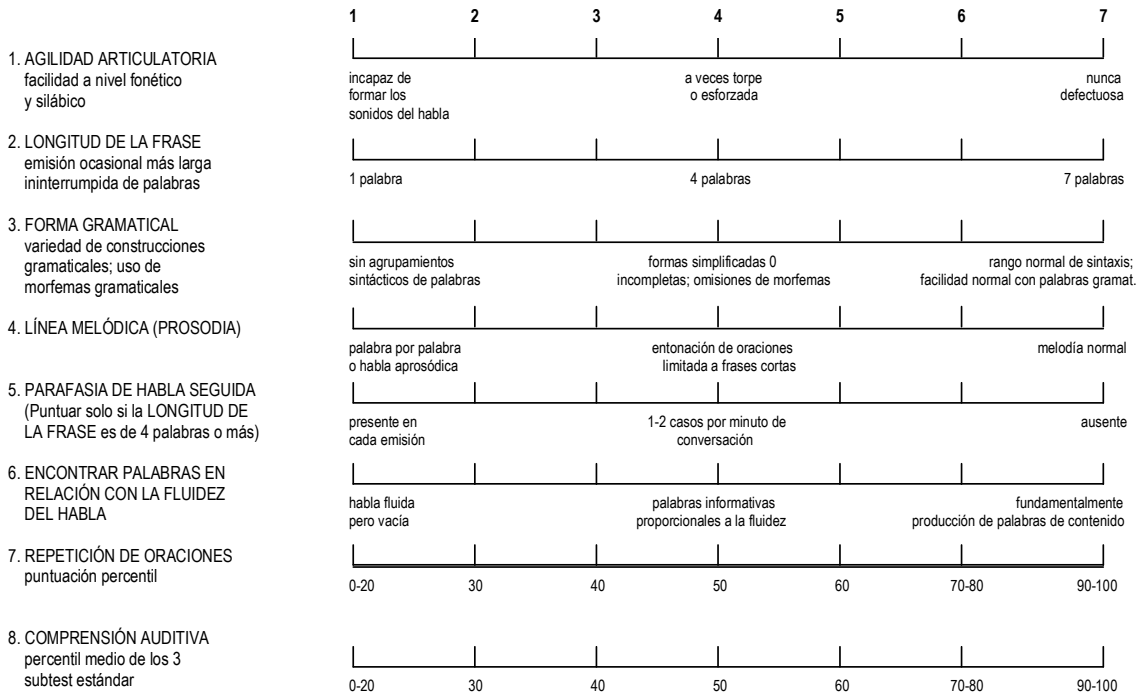 1 2 3 4 5 6 7
1. AGILIDAD ARTICULATORIA
facilidad a nivel fonético
y silábico
incapaz de
formar los
sonidos del habla
a veces torpe
o esforzada
nunca
defectuosa
2. LONGITUD DE LA FRASE
emisión ocasional más larga
ininterrumpida de palabras
1 palabra
4 palabras
7 palabras
3. FORMA GRAMATICAL
variedad de construcciones
gramaticales; uso de
morfemas gramaticales
sin agrupamientos
sintácticos de palabras
formas simplificadas 0
incompletas; omisiones de morfemas
rango normal de sintaxis;
facilidad normal con palabras gramat.
4. LÍNEA MELÓDICA (PROSODIA)
palabra por palabra
o habla aprosódica
entonación de oraciones
limitada a frases cortas
melodía normal
5. PARAFASIA DE HABLA SEGUIDA
(Puntuar solo si la LONGITUD DE
LA FRASE es de 4 palabras o más)
presente en
cada emisión
1-2 casos por minuto de
conversación
ausente
6. ENCONTRAR PALABRAS EN
RELACIÓN CON LA FLUIDEZ
DEL HABLA
habla fluida
pero vacía
palabras informativas
proporcionales a la fluidez
fundamentalmente
producción de palabras de contenido
7. REPETICIÓN DE ORACIONES
puntuación percentil
0-20 30 40 50 60 70-80 90-100
8. COMPRENSIÓN AUDITIVA
percentil medio de los 3
subtest estándar
0-20 30 40 50 60 70-80 90-100